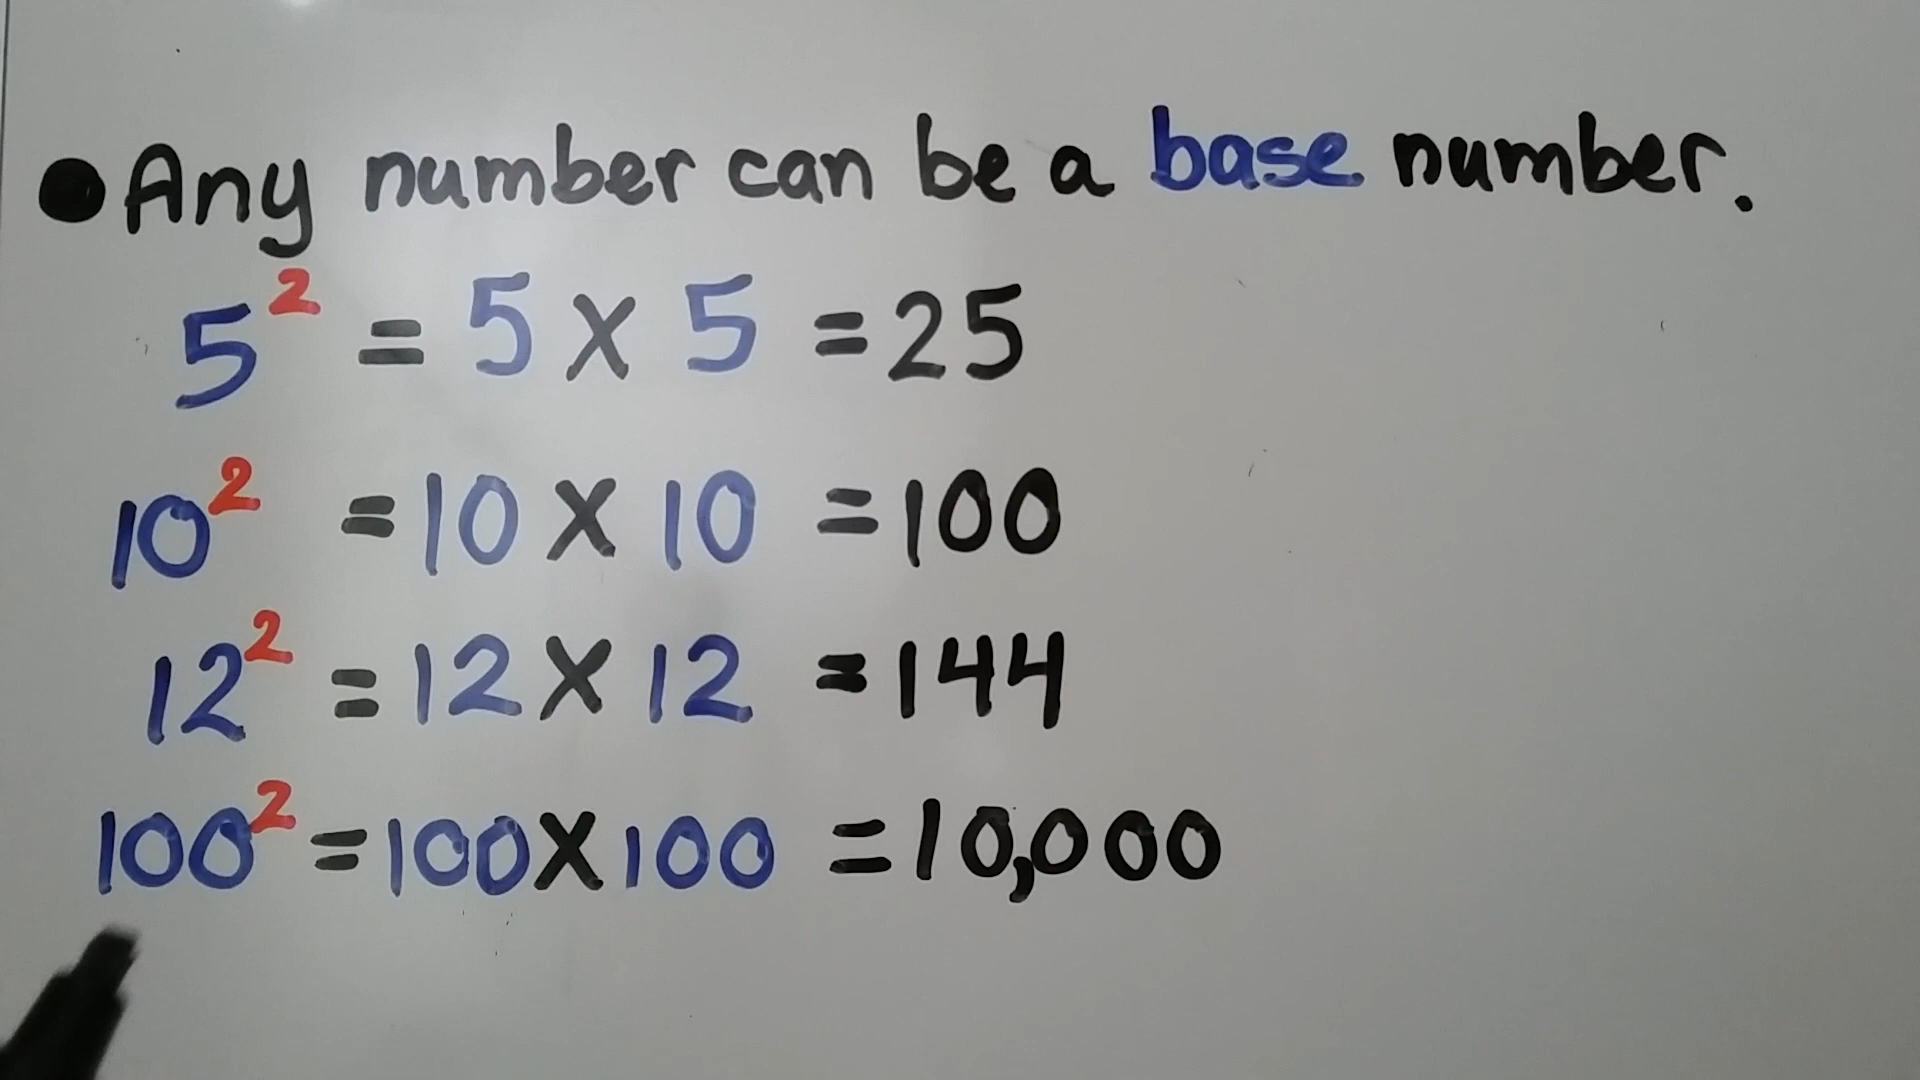 ● Any number can be a base number.
5² = 5 x 5 = 25
10² = 10 x 10 = 100
12² = 12 x 12 = 144
100² = 100 x 100 = 10,000